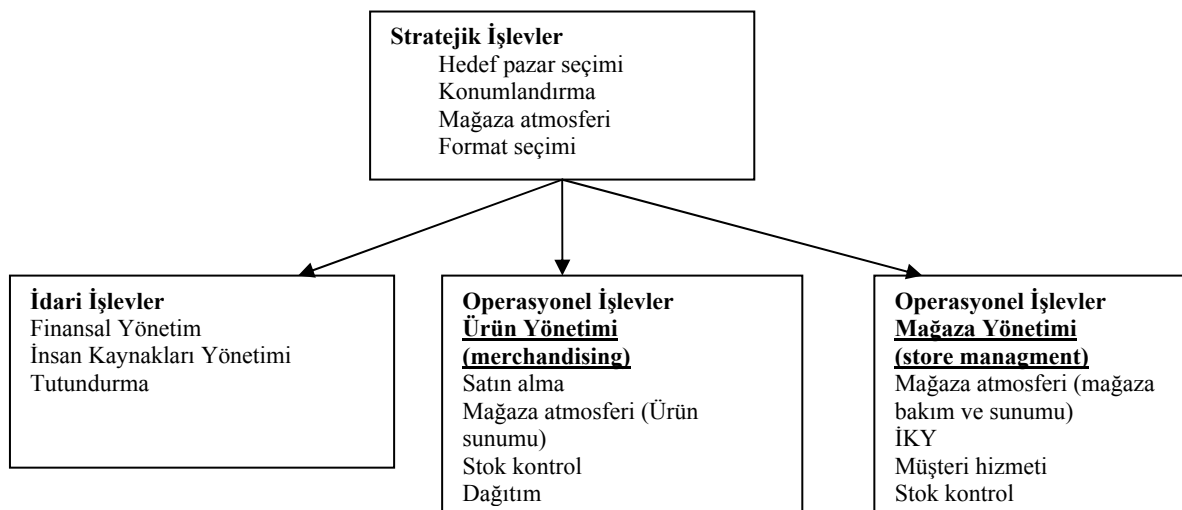 Stratejik İşlevler
Hedef pazar seçimi
Konumlandırma
Mağaza atmosferi
Format seçimi
İdari İşlevler
Finansal Yönetim
İnsan Kaynakları Yönetimi
Tutundurma
Operasyonel İşlevler
Ürün Yönetimi
(merchandising)
Satın alma
Mağaza atmosferi (Ürün
sunumu)
Stok kontrol
Dağıtım
Operasyonel İşlevler
Mağaza Yönetimi
(store managment)
Mağaza atmosferi (mağaza
bakım ve sunumu)
İKY
Müşteri hizmeti
Stok kontrol